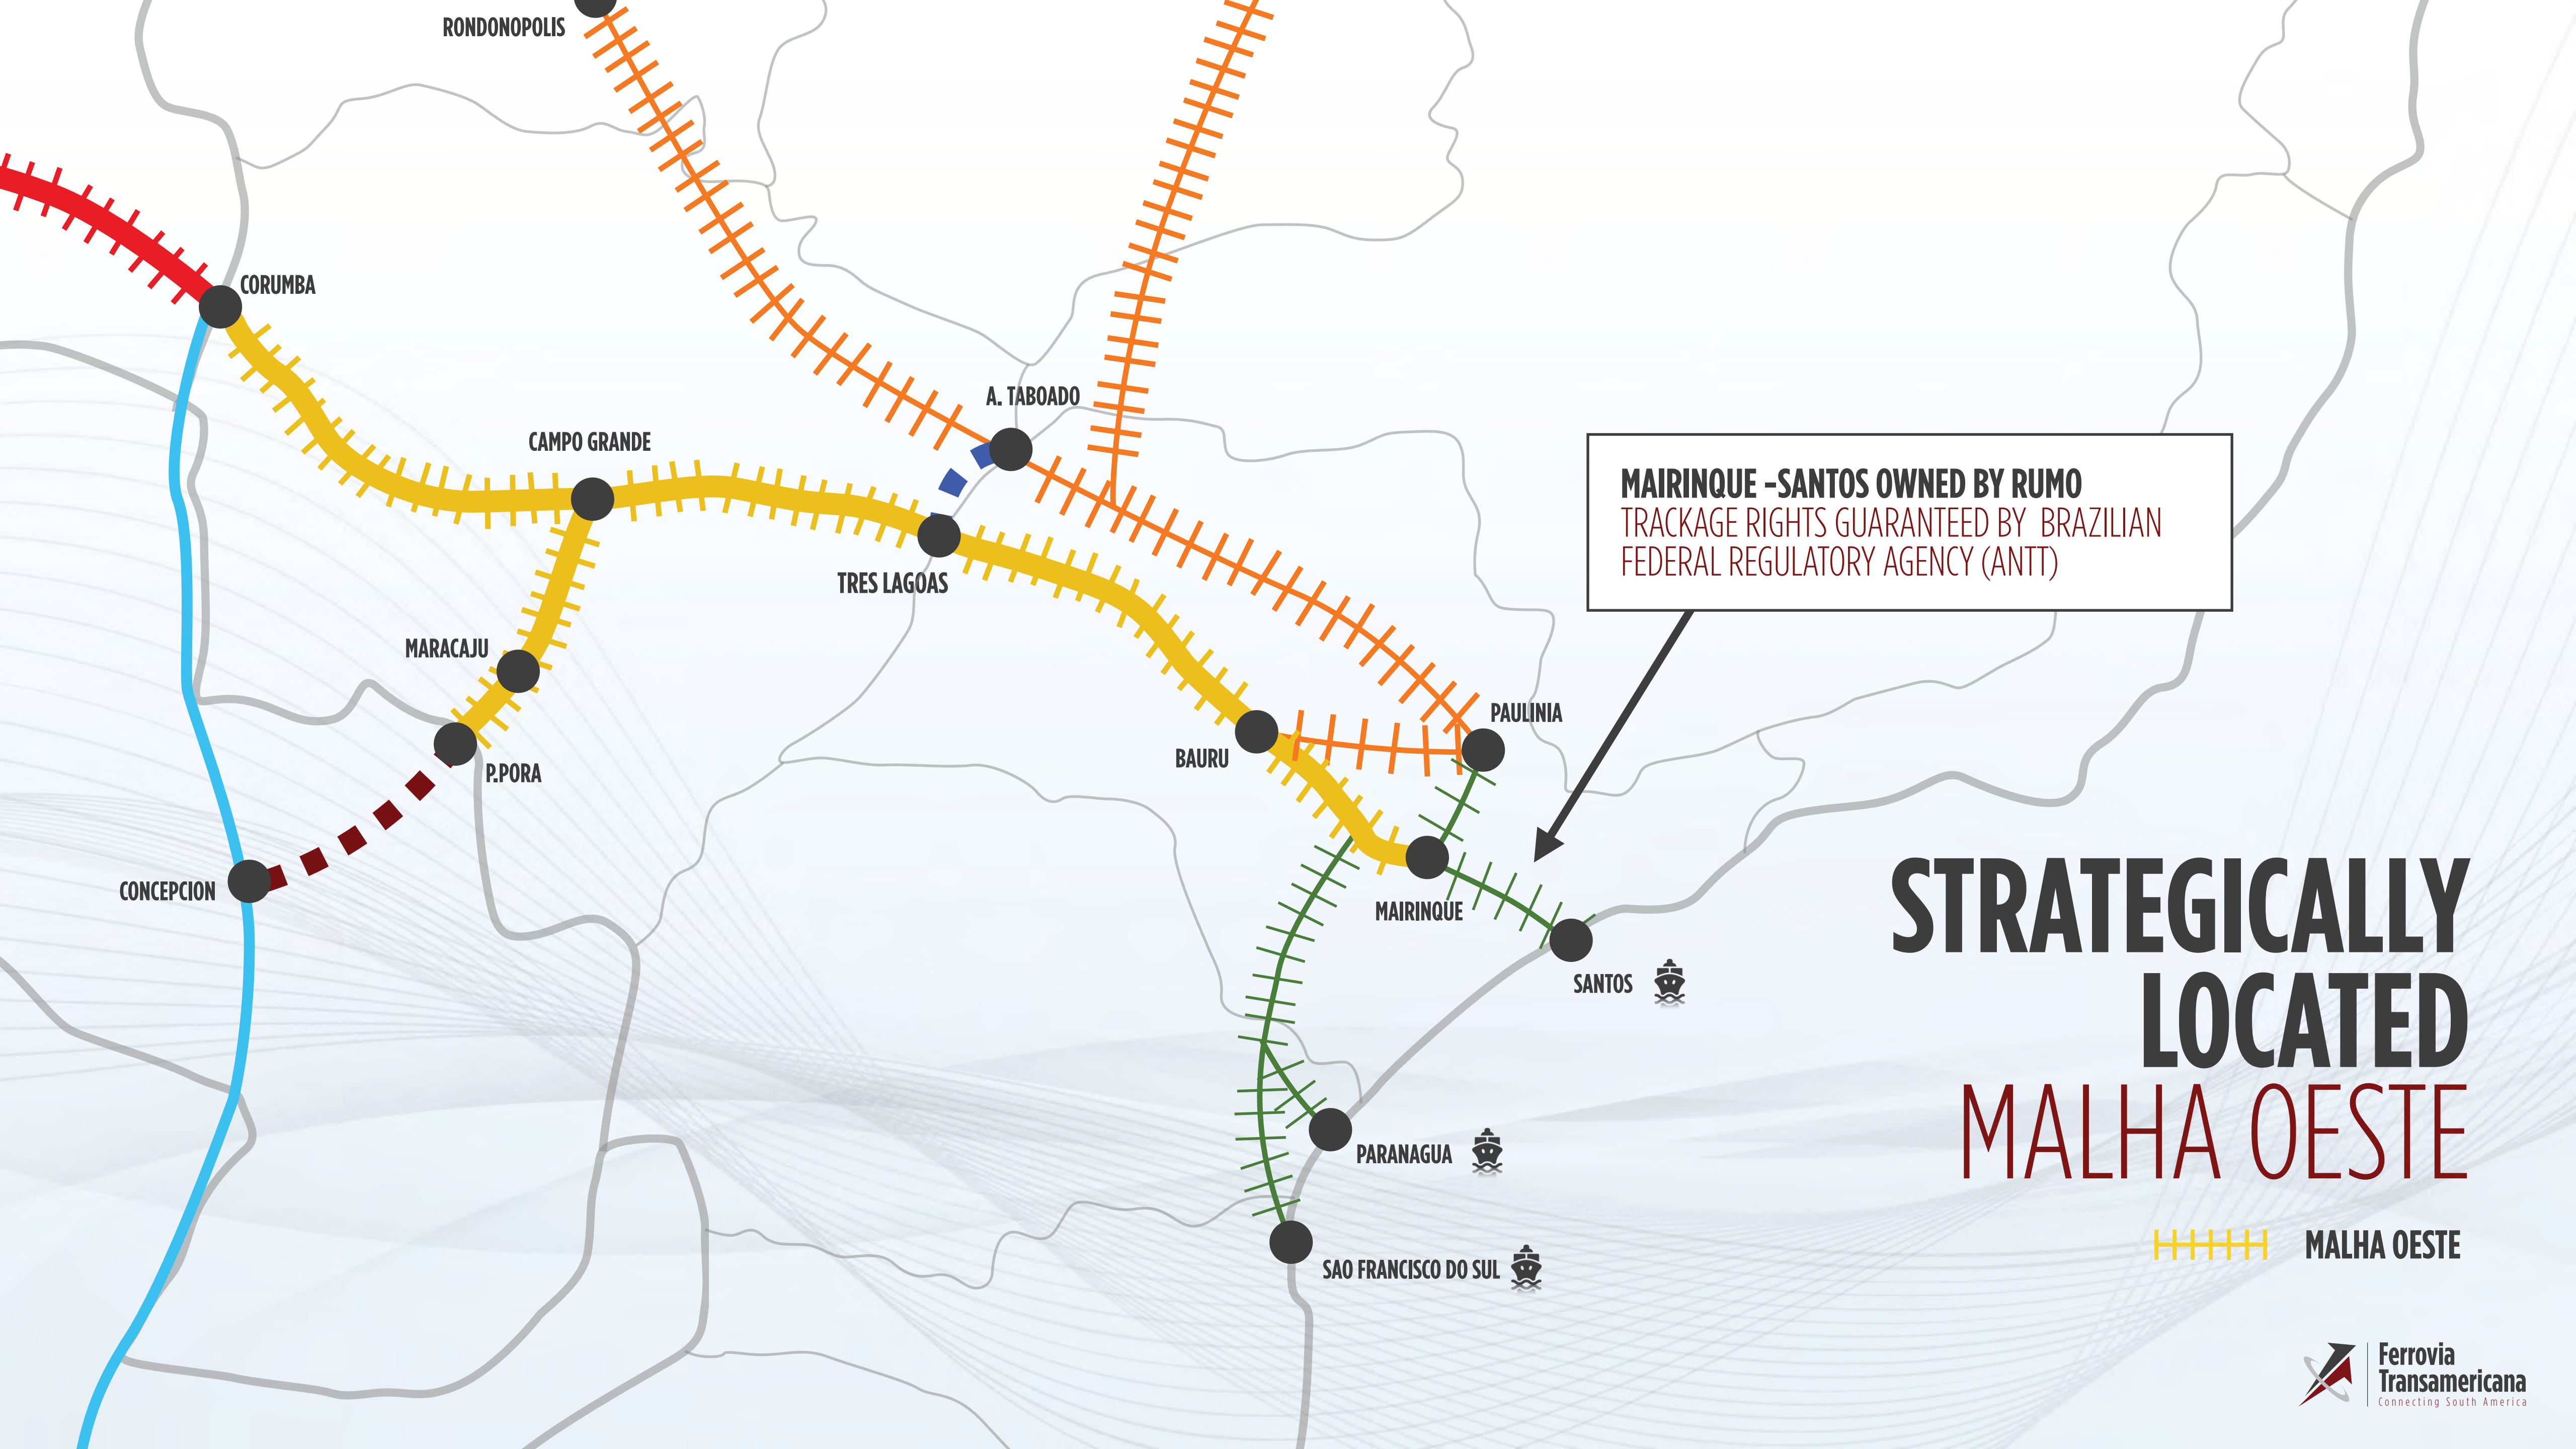 RONDONOPOLIS
CORUMBA
A. TABOADO
CAMPO GRANDE
MAIRINQUE –SANTOS OWNED BY RUMO
TRACKAGE RIGHTS GUARANTEED BY BRAZILIAN
FEDERAL REGULATORY AGENCY (ANTT)
TRES LAGOAS
MARACAJU
PAULINIA
BAURU
P.PORA
CONCEPCION
MAIRINQUE
SANTOS
STRATEGICALLY
LOCATED
MALHA OESTE
PARANAGUA
SAO FRANCISCO DO SUL
MALHA OESTE
Ferrovia
Transamericana
Connecting South America